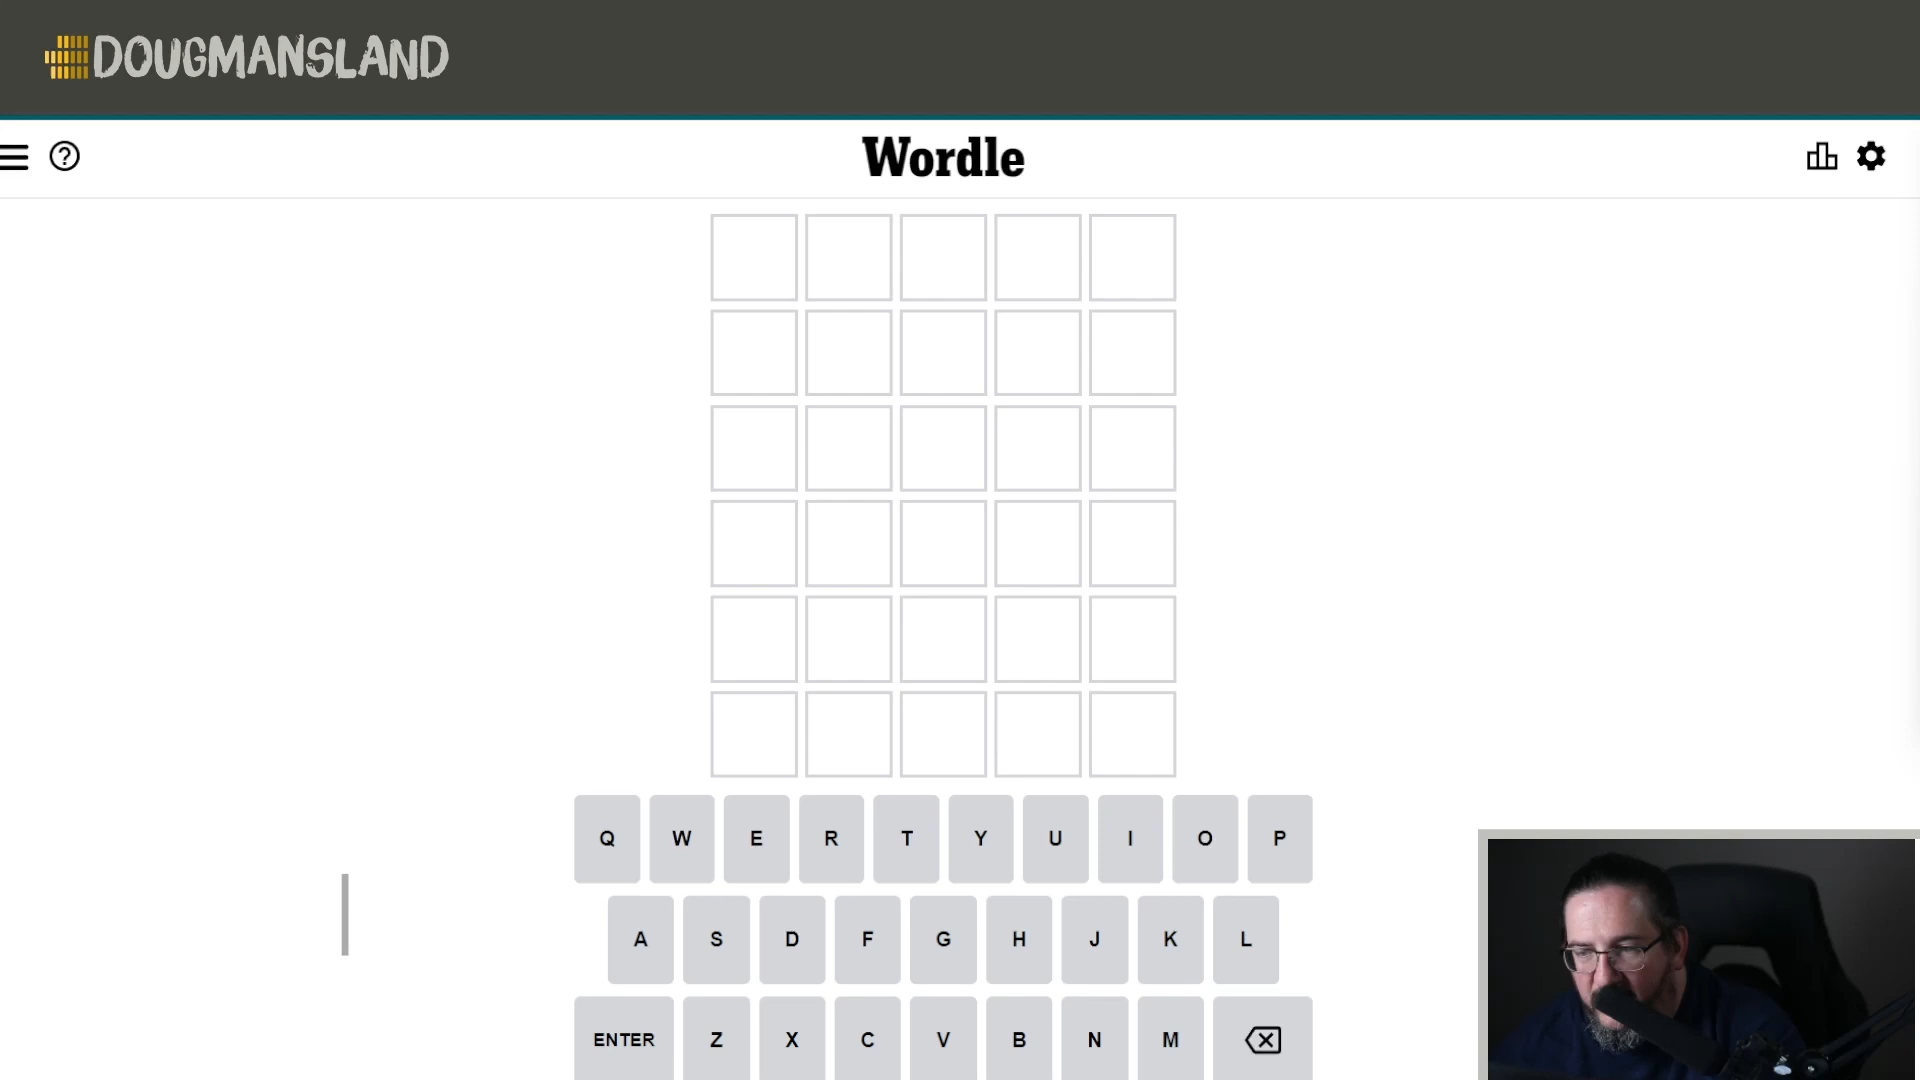 DOUGMANSLAND
Wordle
Q W E R T Y U I O P
A S D F G H J K L
ENTER Z X C V B N M